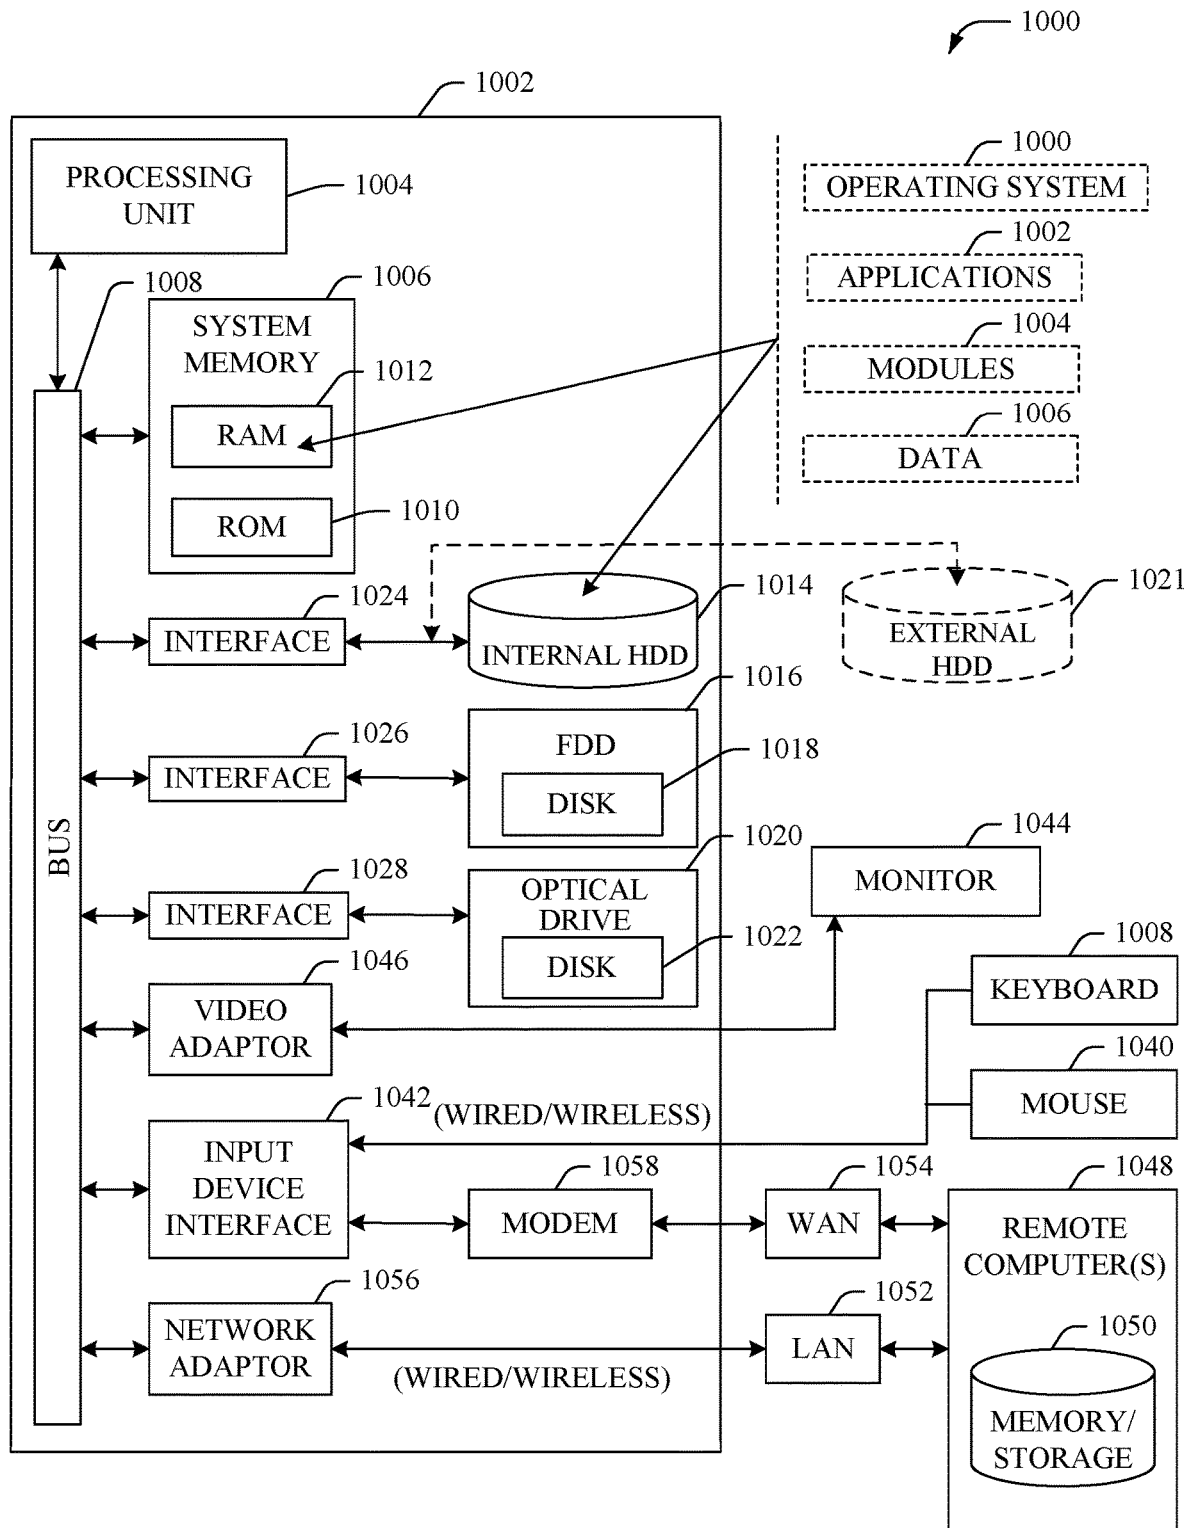 1000
1002
PROCESSING
UNIT
1004
1008
1006
SYSTEM
MEMORY
1012
RAM
1010
ROM
1000
OPERATING SYSTEM
1002
APPLICATIONS
1004
MODULES
1006
DATA
1024
INTERFACE
1014
INTERNAL HDD
1021
EXTERNAL
HDD
1016
1026
INTERFACE
FDD
1018
DISK
BUS
1020
1028
INTERFACE
OPTICAL
DRIVE
1022
DISK
1044
MONITOR
1046
VIDEO
ADAPTOR
1008
KEYBOARD
1040
MOUSE
1042
(WIRED/WIRELESS)
INPUT
DEVICE
INTERFACE
1058
MODEM
1054
WAN
1048
REMOTE
COMPUTER(S)
1056
NETWORK
ADAPTOR
(WIRED/WIRELESS)
1052
LAN
1050
MEMORY/
STORAGE